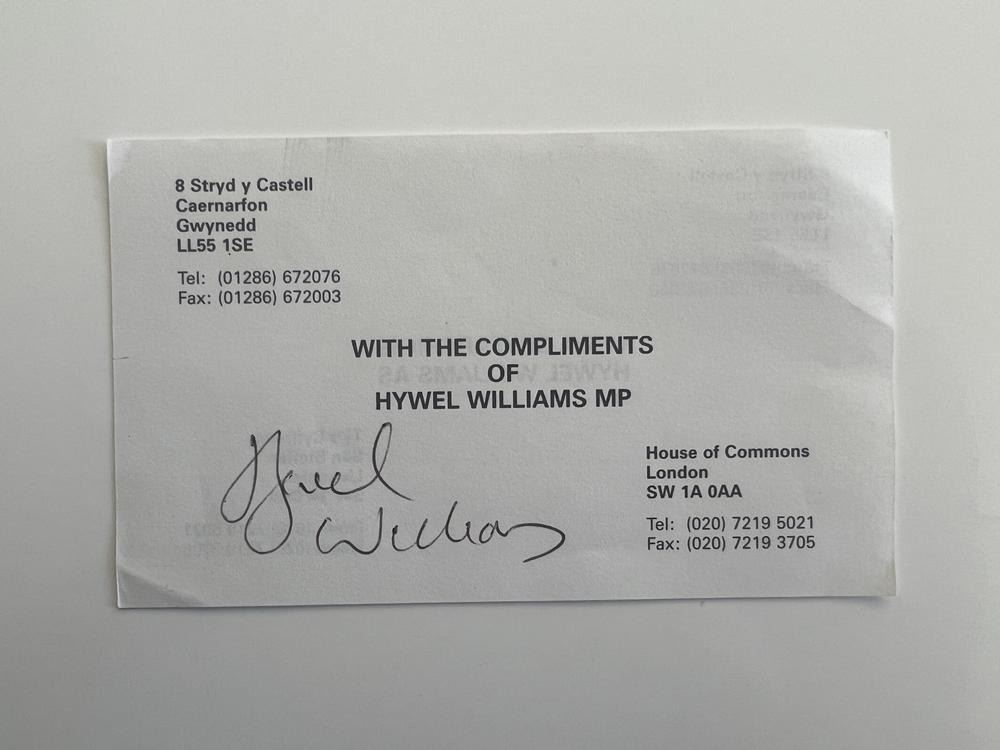 8 Stryd y Castell
Caernarfon
Gwynedd
LL55 1SE
Tel: (01286) 672076
Fax: (01286) 672003
WITH THE COMPLIMENTS
OF
HYWEL WILLIAMS MP
Hywel
Williams
House of Commons
London
SW 1A 0AA
Tel: (020) 7219 5021
Fax: (020) 7219 3705